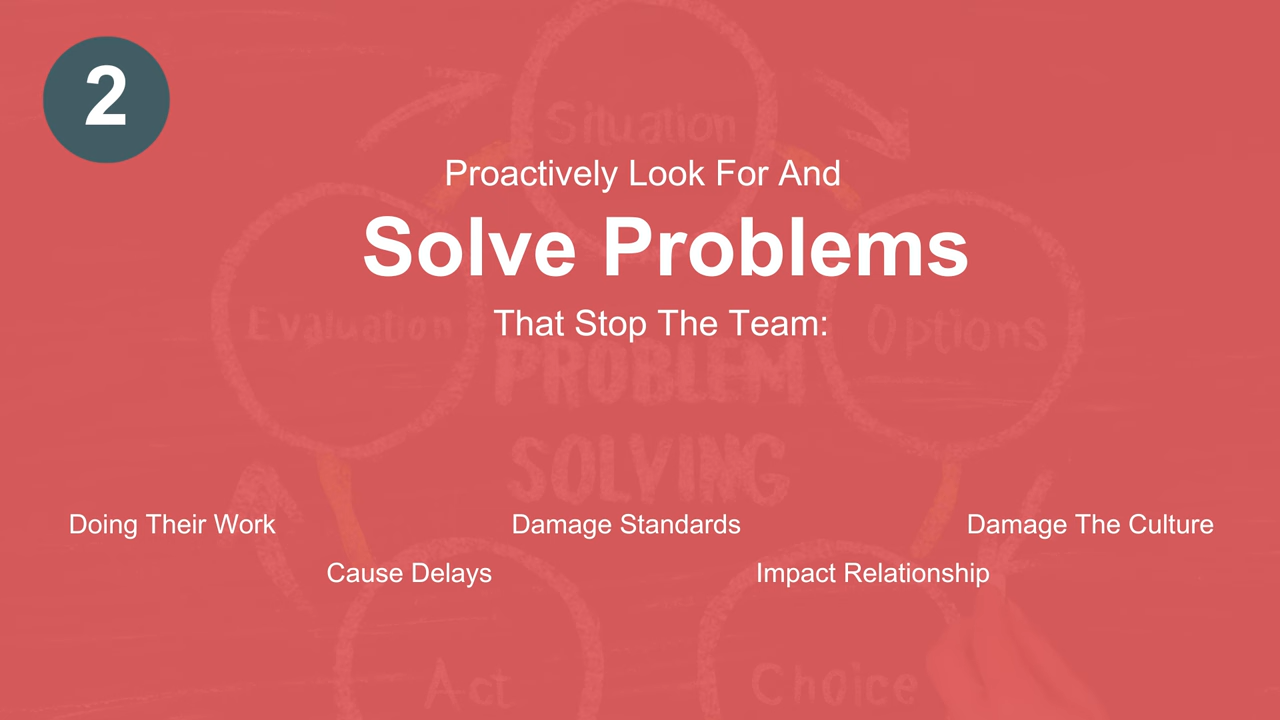 2
Situation
Proactively Look For And
Solve Problems
That Stop The Team:
Evaluation
Options
PROBLEM
SOLVING
Doing Their Work
Damage Standards
Damage The Culture
Cause Delays
Impact Relationship
Act
Choice